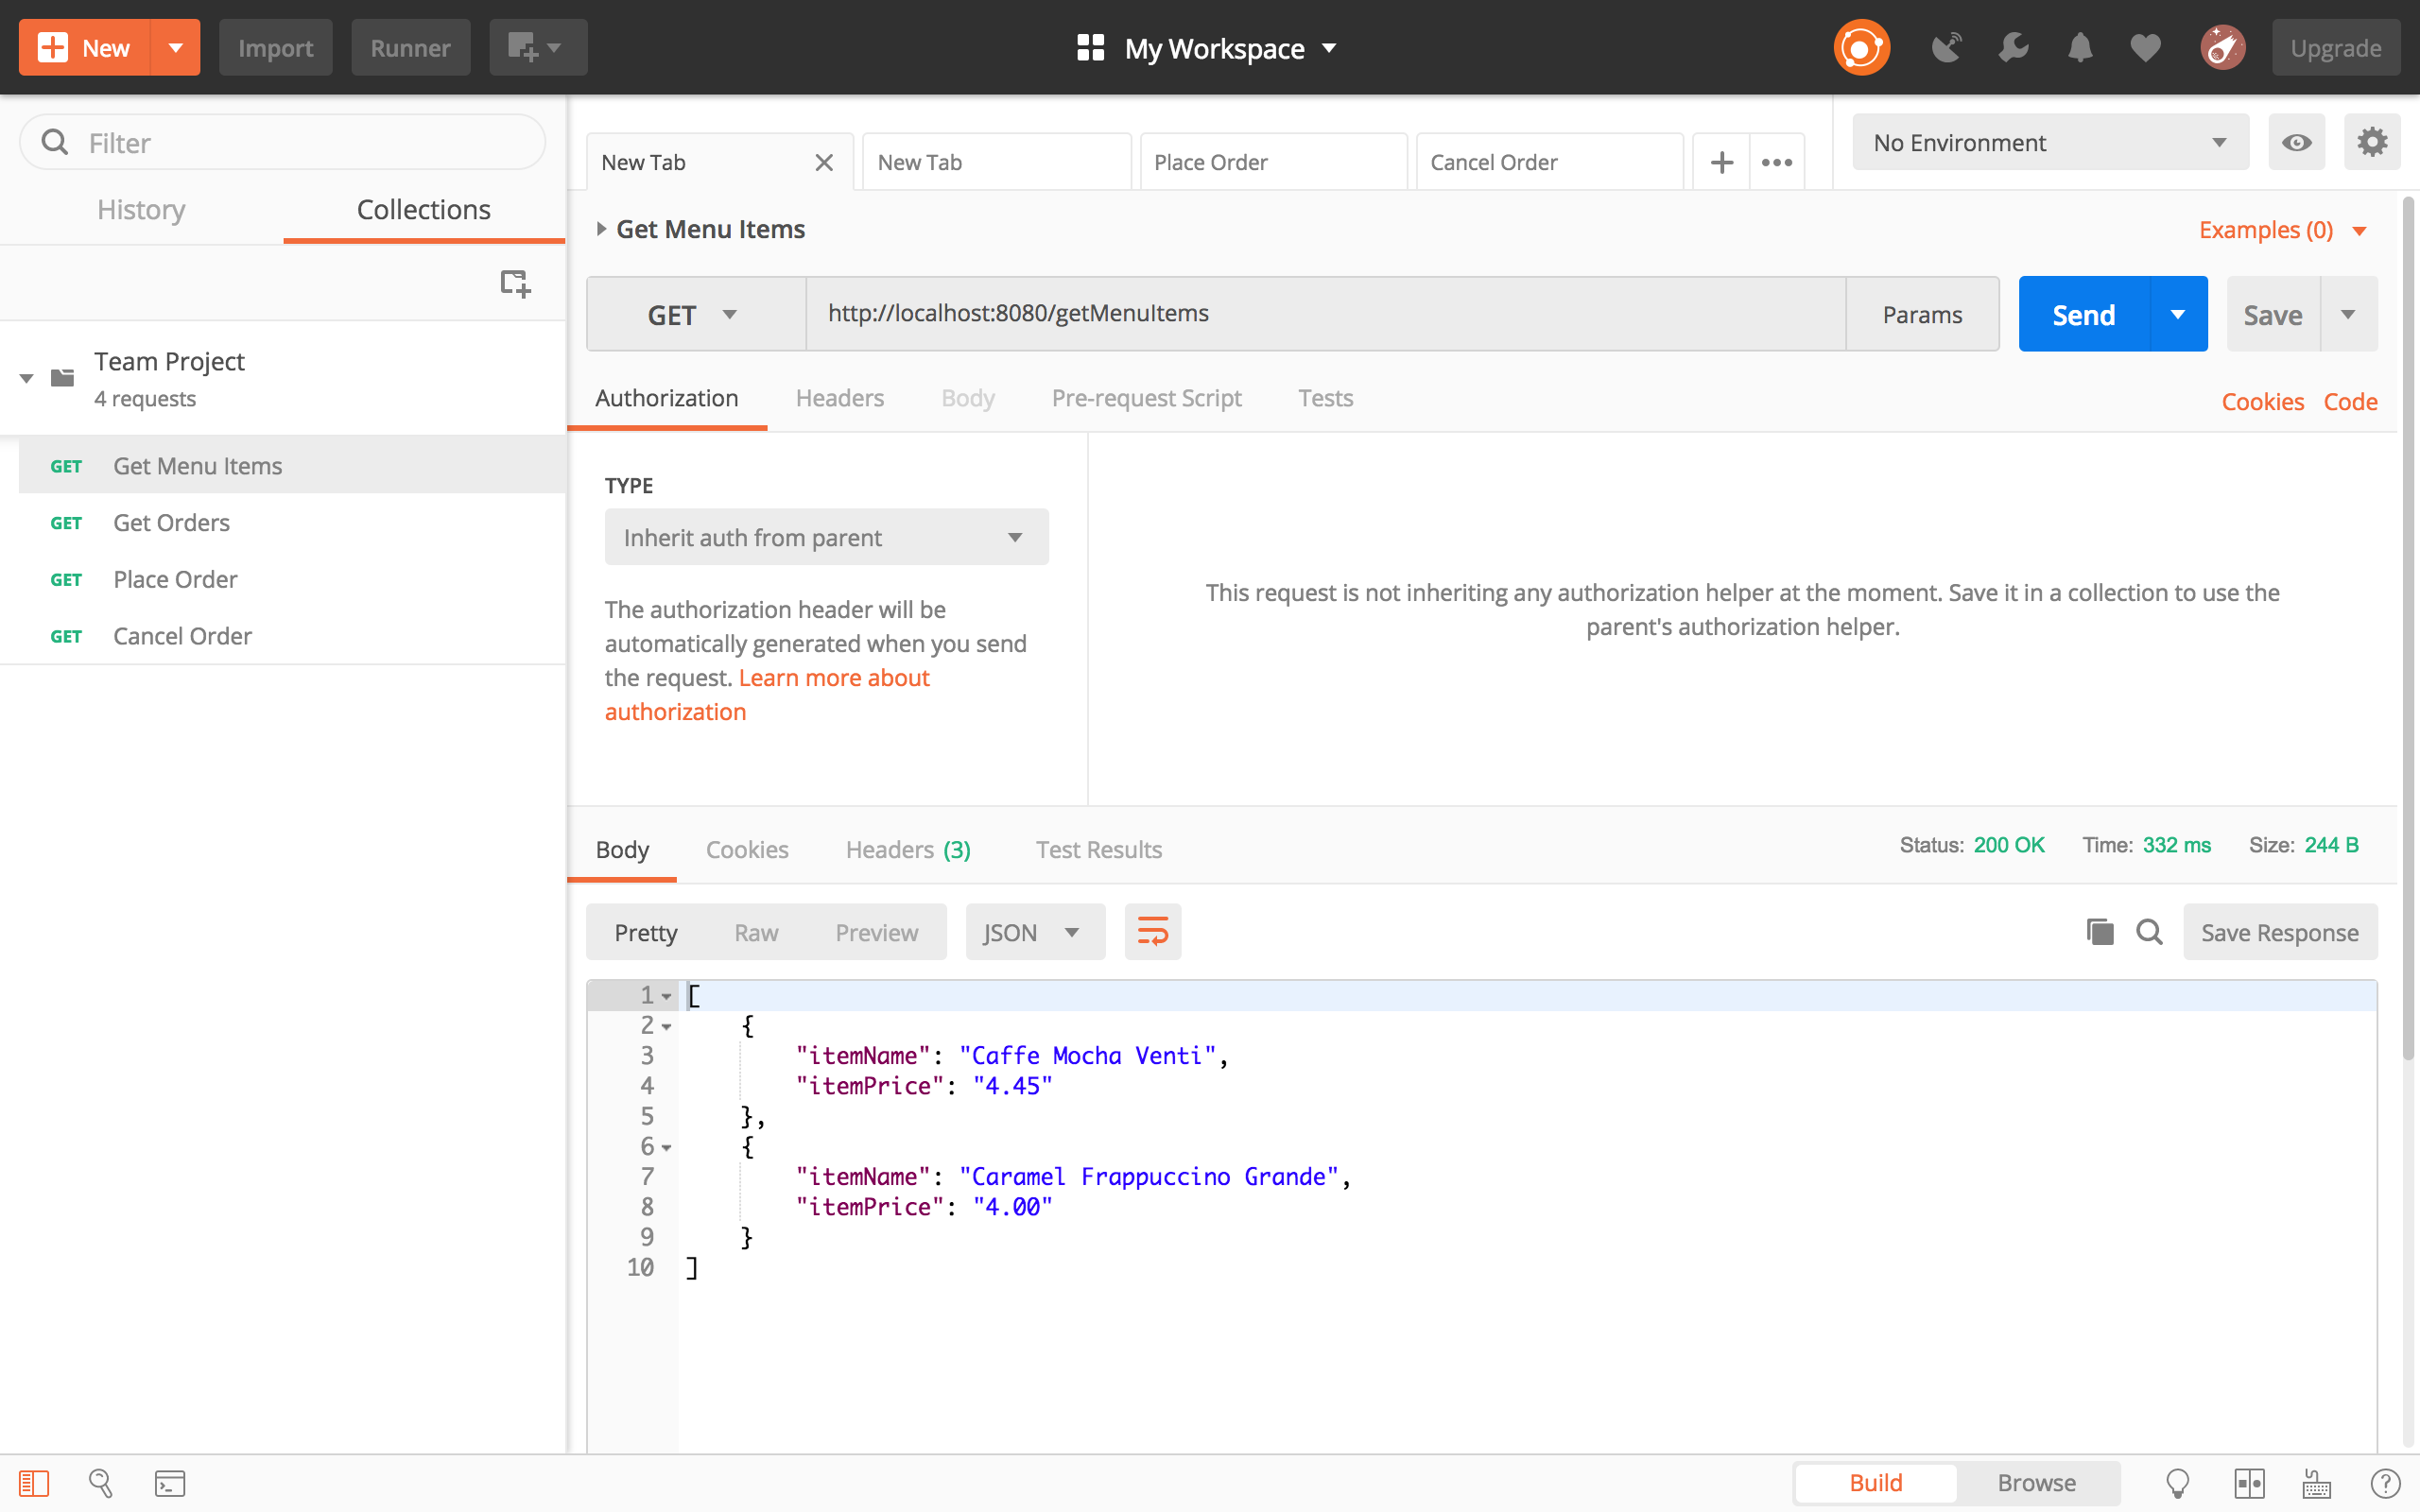 New
Import
Runner
My Workspace
Upgrade
Filter
History
Collections
Team Project
4 requests
GET Get Menu Items
GET Get Orders
GET Place Order
GET Cancel Order
New Tab
New Tab
Place Order
Cancel Order
No Environment
Get Menu Items
Examples (0)
GET
http://localhost:8080/getMenuItems
Params
Send
Save
Authorization
Headers
Body
Pre-request Script
Tests
Cookies
Code
TYPE
Inherit auth from parent
The authorization header will be
automatically generated when you send
the request. Learn more about
authorization
This request is not inheriting any authorization helper at the moment. Save it in a collection to use the
parent's authorization helper.
Body
Cookies
Headers (3)
Test Results
Status: 200 OK
Time: 332 ms
Size: 244 B
Pretty
Raw
Preview
JSON
Save Response
1 [
2 {
3 "itemName": "Caffe Mocha Venti",
4 "itemPrice": "4.45"
5 },
6 {
7 "itemName": "Caramel Frappuccino Grande",
8 "itemPrice": "4.00"
9 }
10 ]
Build
Browse